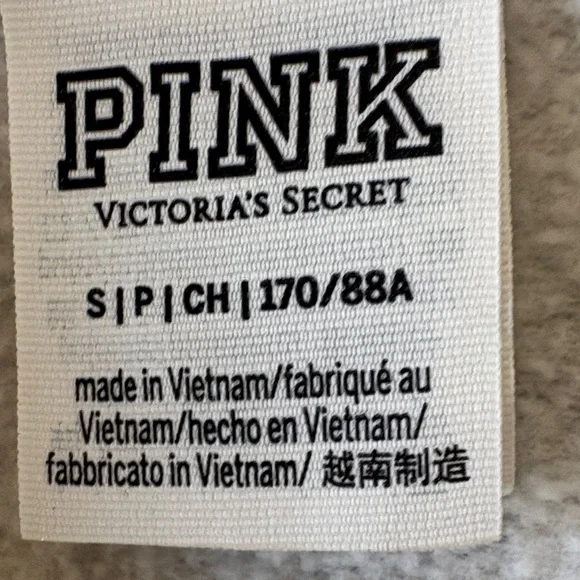 PINK
VICTORIA'S SECRET
S | P | CH | 170/88A
made in Vietnam/fabriqué au
Vietnam/hecho en Vietnam/
fabbricato in Vietnam/ 越南制造